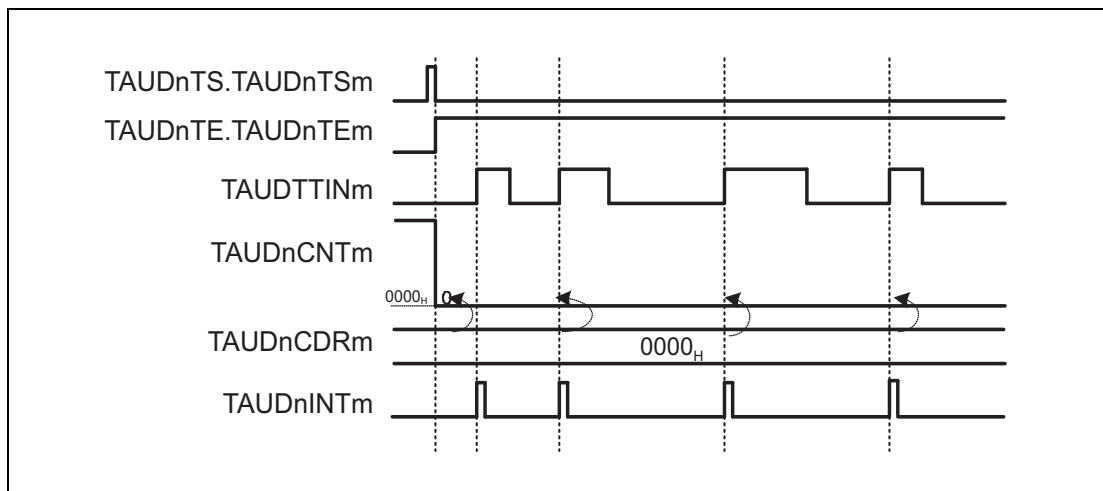 TAUDnTS.TAUDnTSm
TAUDnTE.TAUDnTEm
TAUDTTINm
TAUDnCNTm
0000H 0
TAUDnCDRm
0000H
TAUDnINTm